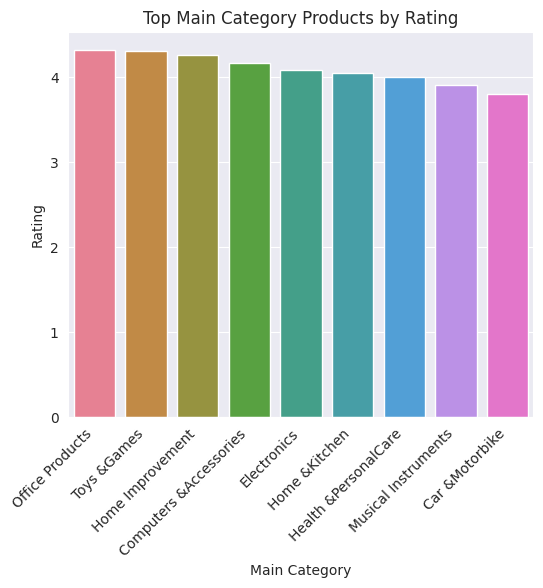 Top Main Category Products by Rating
Rating
4
3
2
1
0
Office Products
Toys &Games
Home Improvement
Computers &Accessories
Electronics
Home &Kitchen
Health &PersonalCare
Musical Instruments
Car &Motorbike
Main Category